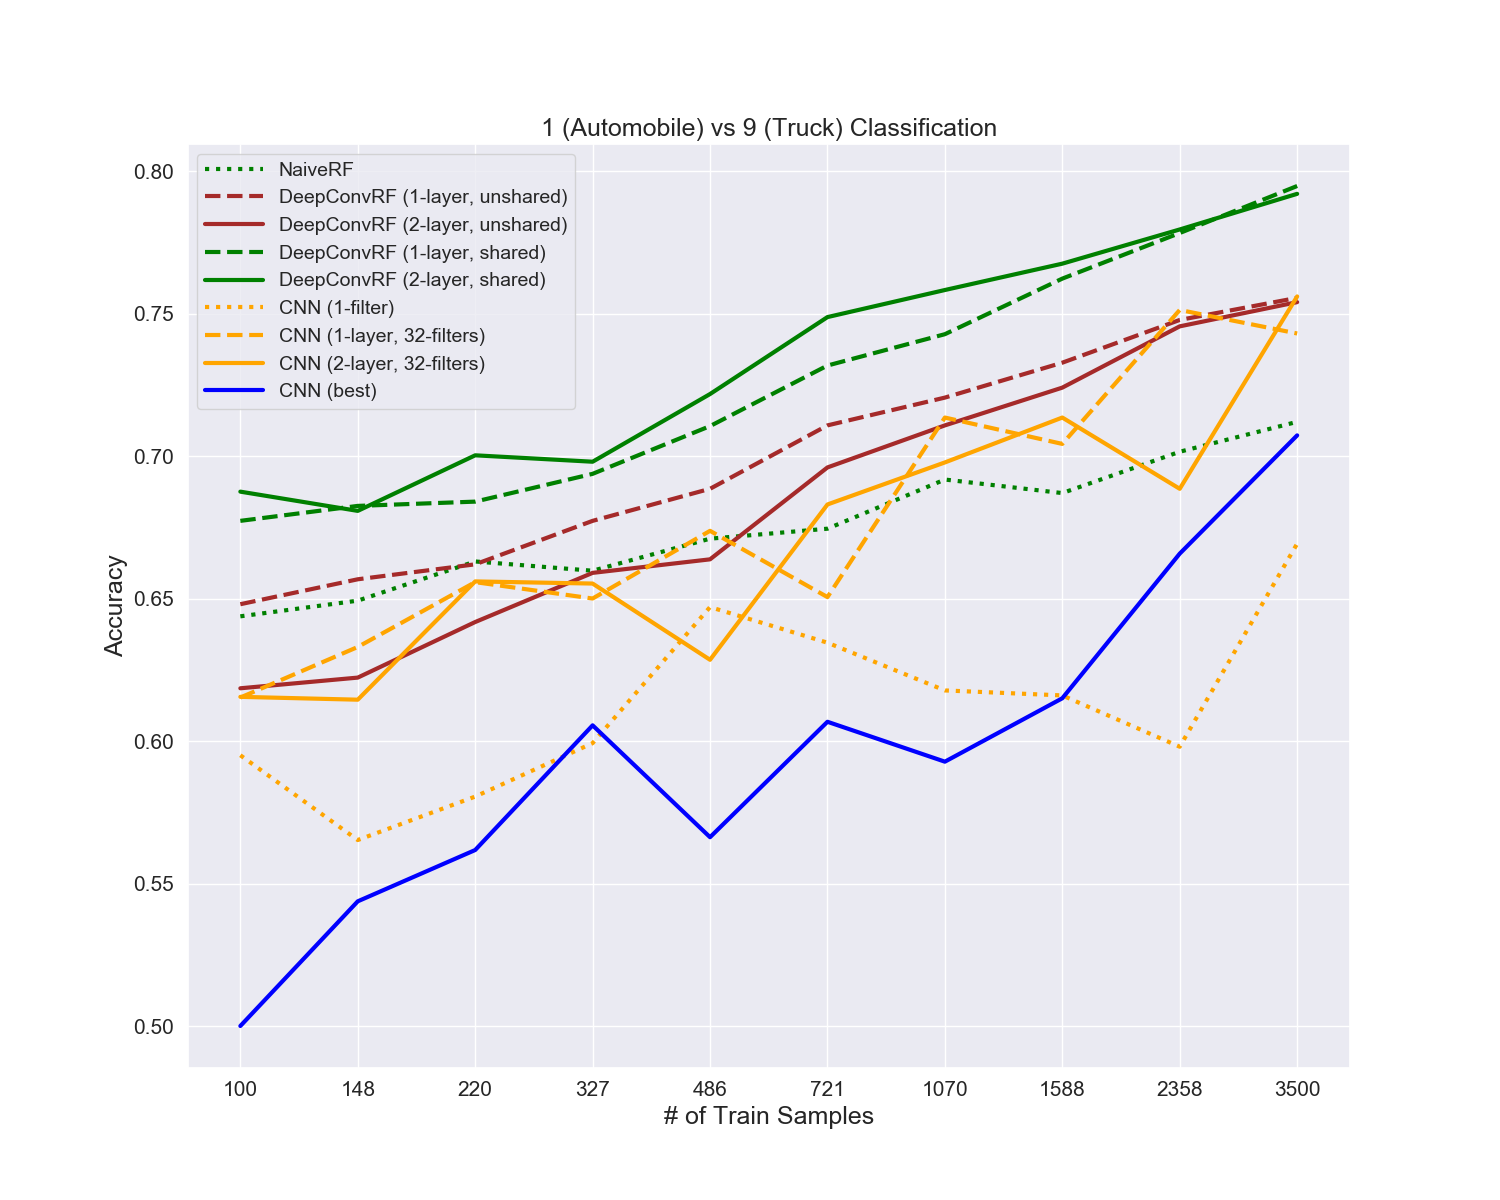 1 (Automobile) vs 9 (Truck) Classification
NaiveRF
DeepConvRF (1-layer, unshared)
DeepConvRF (2-layer, unshared)
DeepConvRF (1-layer, shared)
DeepConvRF (2-layer, shared)
CNN (1-filter)
CNN (1-layer, 32-filters)
CNN (2-layer, 32-filters)
CNN (best)
0.80
0.75
0.70
0.65
0.60
0.55
0.50
Accuracy
100 148 220 327 486 721 1070 1588 2358 3500
# of Train Samples